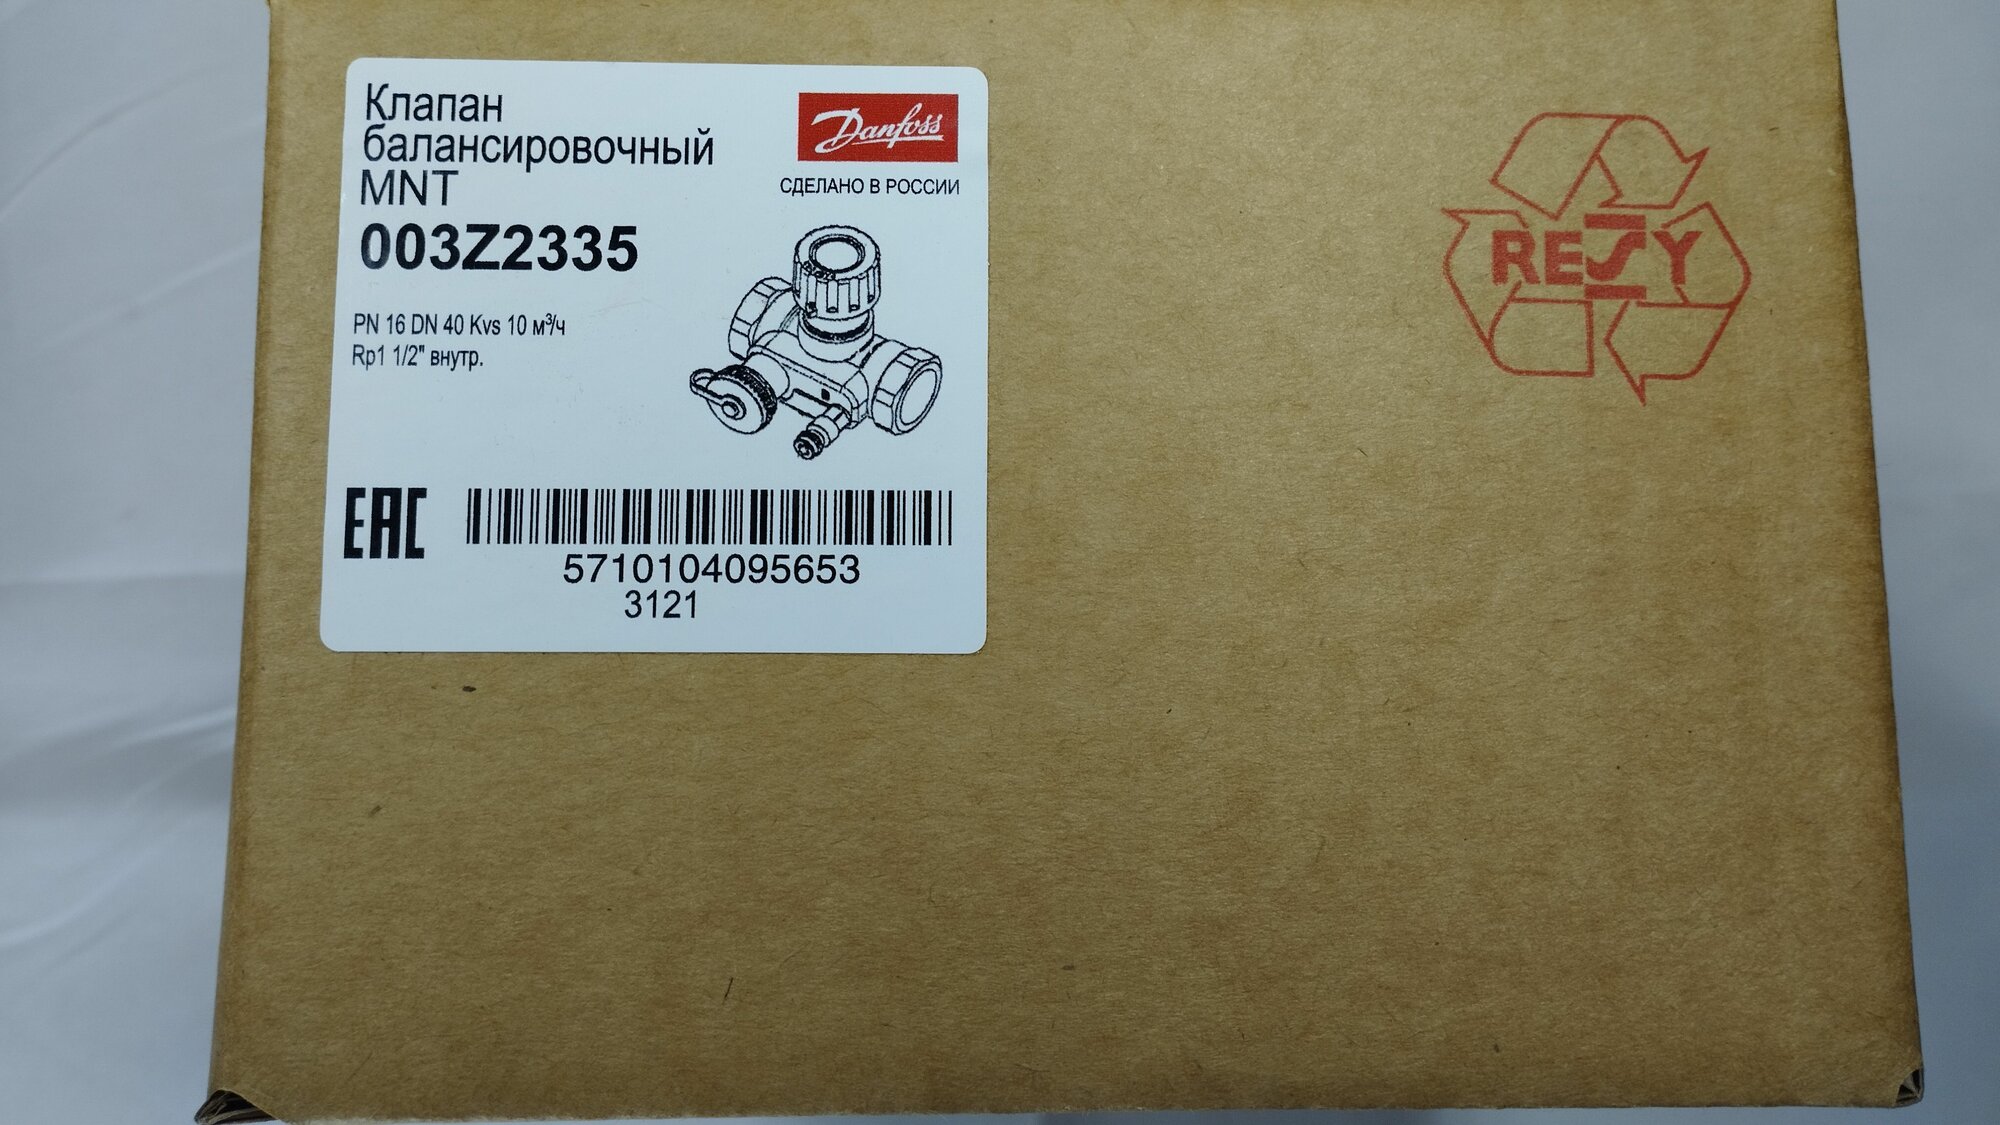 Клапан
балансировочный
MNT
003Z2335
Danfoss
СДЕЛАНО В РОССИИ
PN 16 DN 40 Kvs 10 м³/ч
Rp1 1/2" внутр.
EAC
5710104095653
3121
RESY